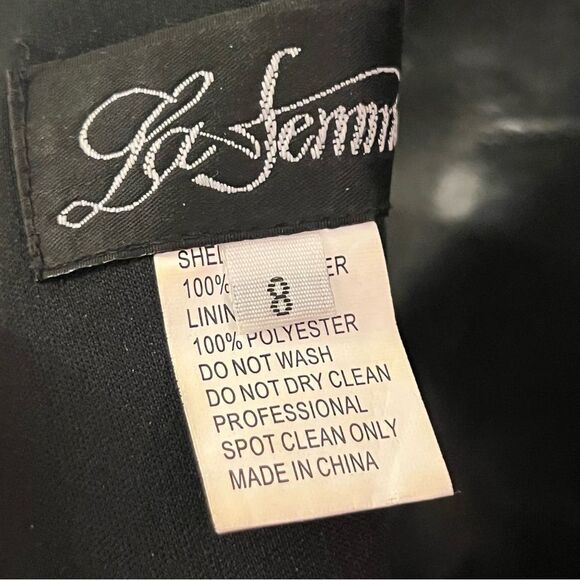 La Femm
8
SHEL
100% ER
LININ
100% POLYESTER
DO NOT WASH
DO NOT DRY CLEAN
PROFESSIONAL
SPOT CLEAN ONLY
MADE IN CHINA